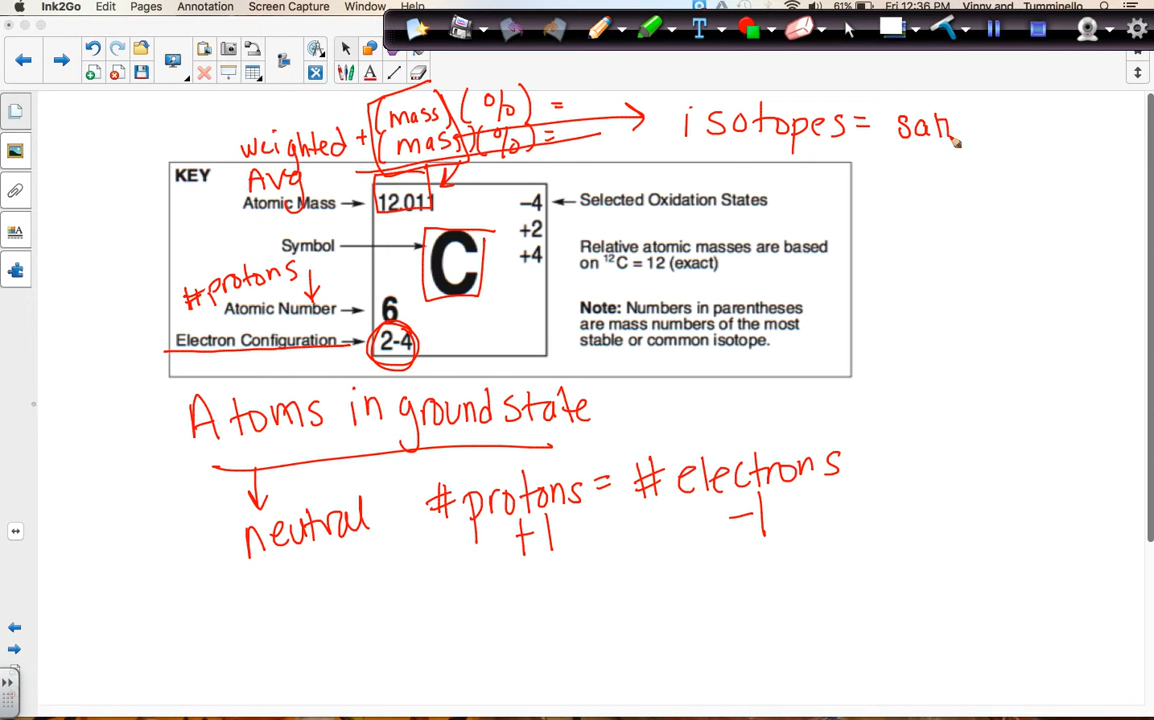 Ink2Go Edit Pages Annotation Screen Capture Window Help 61% Fri 12:36 PM Vinny and Tumminello
(mass) (%) =
weighted + (mass)(%) =
isotopes =
KEY
Avg
Atomic Mass 12.011
-4 Selected Oxidation States
+2
Symbol C
+4 Relative atomic masses are based
on ¹²C = 12 (exact)
#protons
Atomic Number 6
Note: Numbers in parentheses
are mass numbers of the most
stable or common isotope.
Electron Configuration 2-4
Atoms in ground state
neutral #protons = # electrons
+1 -1